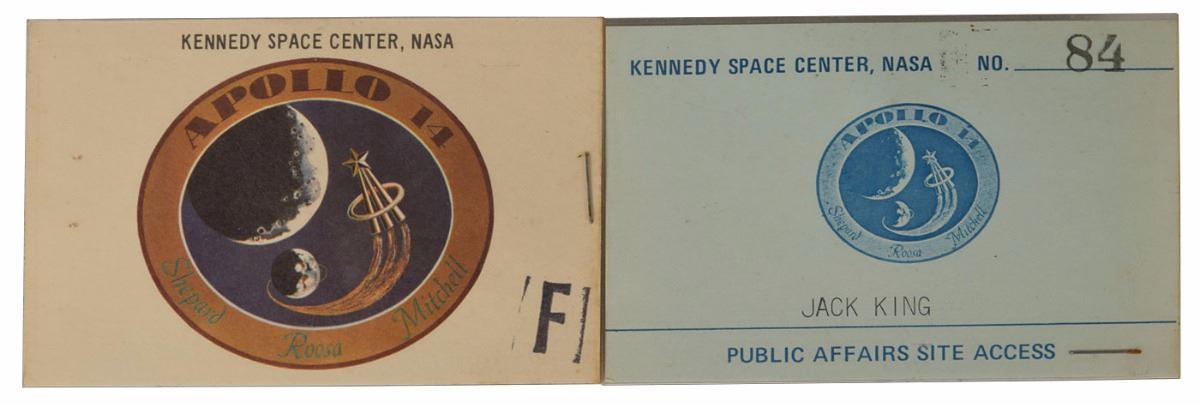 KENNEDY SPACE CENTER, NASA
APOLLO 14
Shepard
Roosa
Mitchell
F
KENNEDY SPACE CENTER, NASA NO. 84
APOLLO 14
Shepard
Roosa
Mitchell
JACK KING
PUBLIC AFFAIRS SITE ACCESS